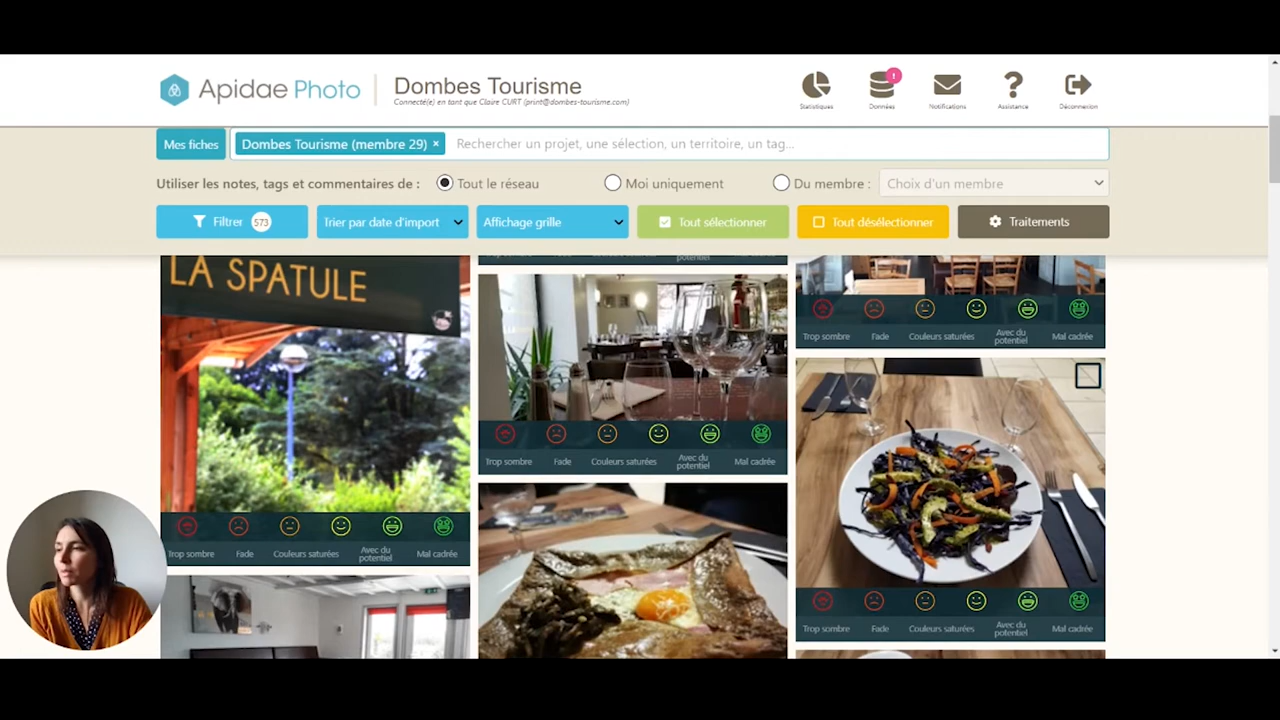 Apidae Photo
Dombes Tourisme
Connecté(e) en tant que Claire CURT (print@dombes-tourisme.com)
!
Statistiques
Données
Notifications
Assistance
Déconnexion
Mes fiches
Dombes Tourisme (membre 29) ×
Rechercher un projet, une sélection, un territoire, un tag...
Utiliser les notes, tags et commentaires de :
Tout le réseau
Moi uniquement
Du membre :
Choix d'un membre
Filtrer 573
Trier par date d'import
Affichage grille
Tout sélectionner
Tout désélectionner
Traitements
LA SPATULE
Trop sombre
Fade
Couleurs saturées
Avec du potentiel
Mal cadrée
potentiel
Trop sombre
Fade
Couleurs saturées
Avec du potentiel
Mal cadrée
Trop sombre
Fade
Couleurs saturées
Avec du potentiel
Mal cadrée
Trop sombre
Fade
Couleurs saturées
Avec du potentiel
Mal cadrée